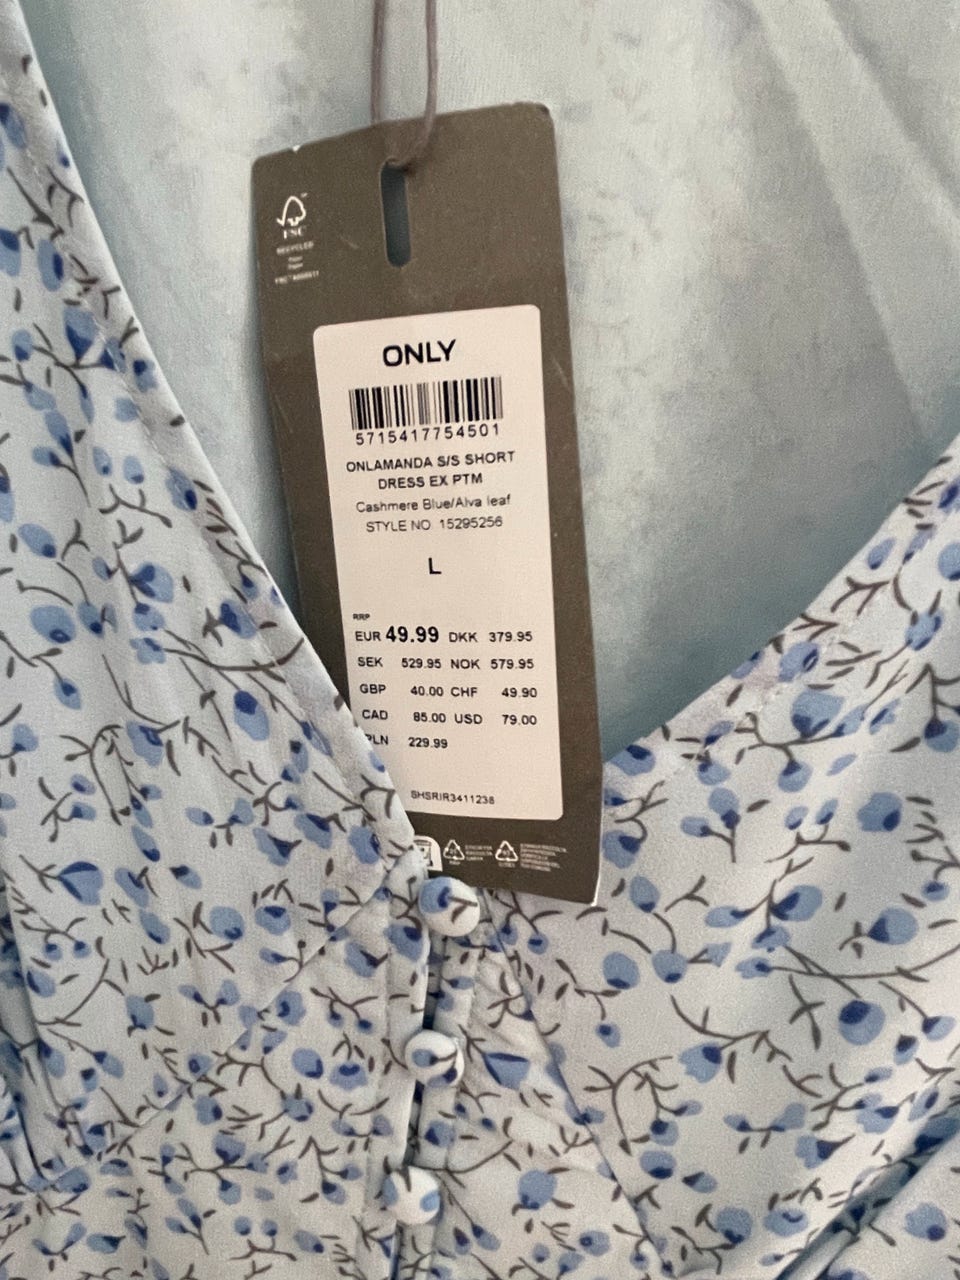 FSC
RECYCLED
ONLY
5715417754501
ONLAMANDA S/S SHORT
DRESS EX PTM
Cashmere Blue/Alva leaf
STYLE NO. 15295256
L
RRP
EUR 49.99 DKK 379.95
SEK 529.95 NOK 579.95
GBP 40.00 CHF 49.90
CAD 85.00 USD 79.00
PLN 229.99
SHSRIR3411238